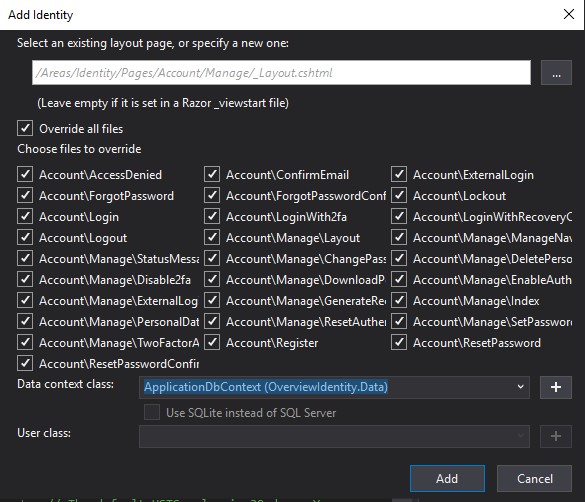 Add Identity
Select an existing layout page, or specify a new one:
/Areas/Identity/Pages/Account/Manage/_Layout.cshtml
...
(Leave empty if it is set in a Razor _viewstart file)
Override all files
Choose files to override
Account\AccessDenied Account\ConfirmEmail Account\ExternalLogin
Account\ForgotPassword Account\ForgotPasswordConf Account\Lockout
Account\Login Account\LoginWith2fa Account\LoginWithRecoveryC
Account\Logout Account\Manage\Layout Account\Manage\ManageNav
Account\Manage\StatusMessa Account\Manage\ChangePass Account\Manage\DeletePerso
Account\Manage\Disable2fa Account\Manage\DownloadP Account\Manage\EnableAuth
Account\Manage\ExternalLogi Account\Manage\GenerateRec Account\Manage\Index
Account\Manage\PersonalDat Account\Manage\ResetAuthen Account\Manage\SetPassword
Account\Manage\TwoFactorA Account\Register Account\ResetPassword
Account\ResetPasswordConfir
Data context class: ApplicationDbContext (OverviewIdentity.Data)
Use SQLite instead of SQL Server
User class:
Add Cancel